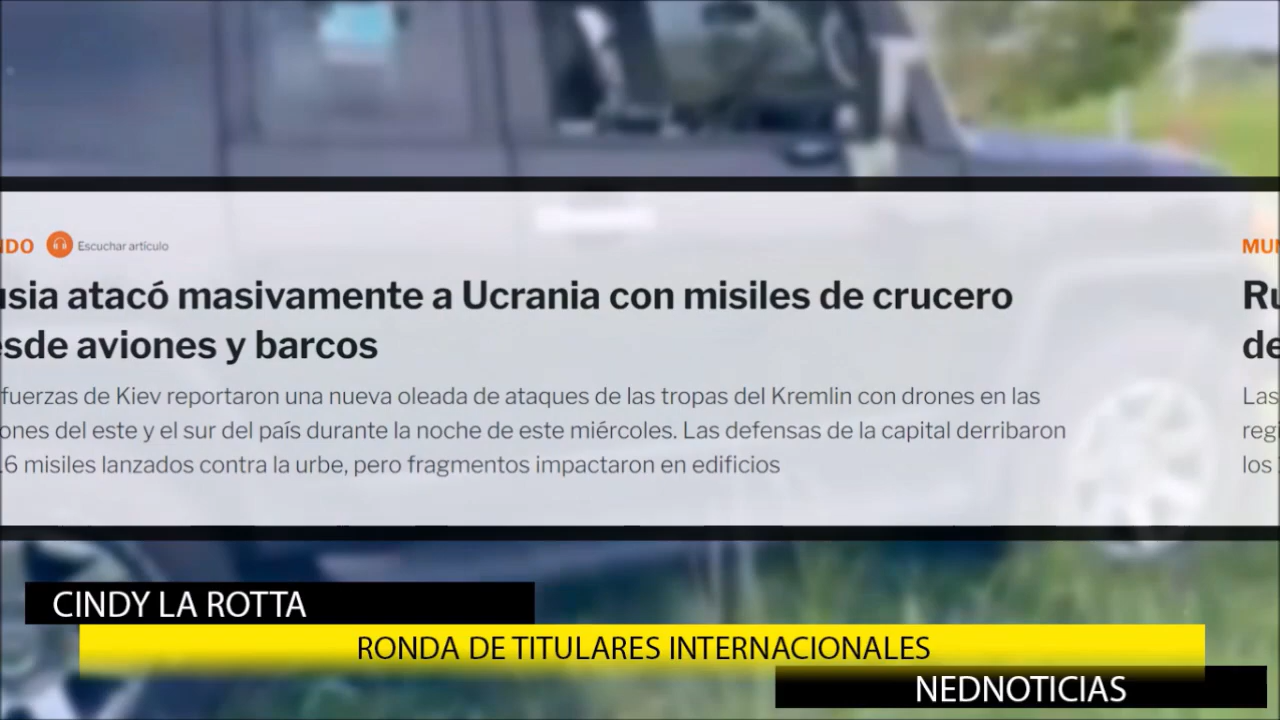 NDO Escuchar artículo MUN
usia atacó masivamente a Ucrania con misiles de crucero Ru
esde aviones y barcos de
fuerzas de Kiev reportaron una nueva oleada de ataques de las tropas del Kremlin con drones en las Las
ones del este y el sur del país durante la noche de este miércoles. Las defensas de la capital derribaron regi
6 misiles lanzados contra la urbe, pero fragmentos impactaron en edificios los
CINDY LA ROTTA
RONDA DE TITULARES INTERNACIONALES
NEDNOTICIAS